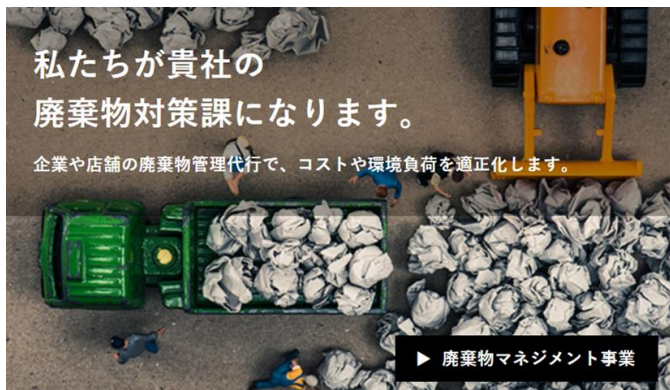 私たちが貴社の
廃棄物対策課になります。
企業や店舗の廃棄物管理代行で、コストや環境負荷を適正化します。
▶ 廃棄物マネジメント事業